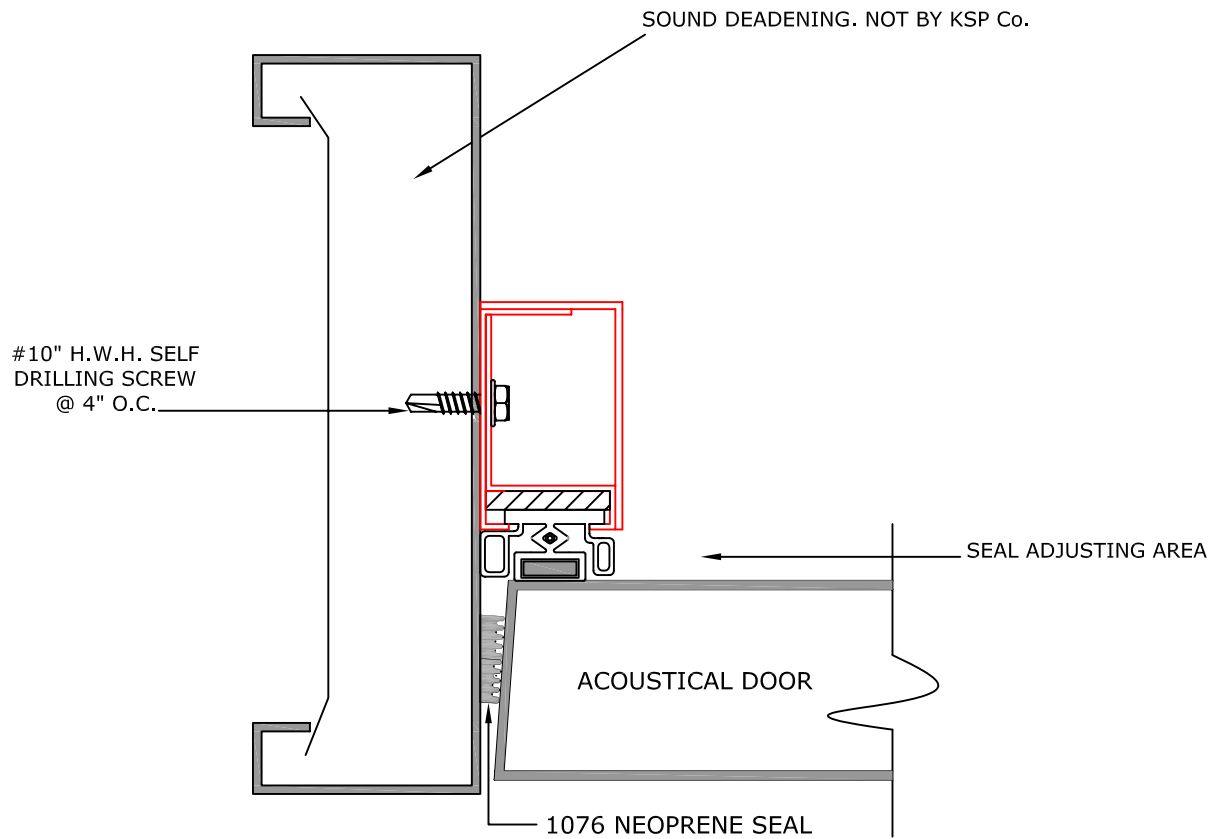 SOUND DEADENING. NOT BY KSP Co.
#10" H.W.H. SELF
DRILLING SCREW
@ 4" O.C.
SEAL ADJUSTING AREA
ACOUSTICAL DOOR
1076 NEOPRENE SEAL